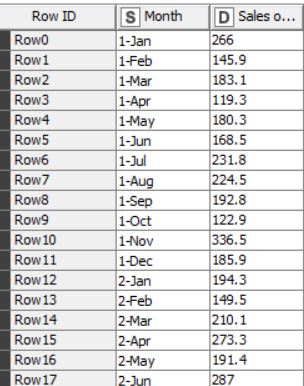 Row ID S Month D Sales o...
Row0 1-Jan 266
Row1 1-Feb 145.9
Row2 1-Mar 183.1
Row3 1-Apr 119.3
Row4 1-May 180.3
Row5 1-Jun 168.5
Row6 1-Jul 231.8
Row7 1-Aug 224.5
Row8 1-Sep 192.8
Row9 1-Oct 122.9
Row10 1-Nov 336.5
Row11 1-Dec 185.9
Row12 2-Jan 194.3
Row13 2-Feb 149.5
Row14 2-Mar 210.1
Row15 2-Apr 273.3
Row16 2-May 191.4
Row17 2-Jun 287